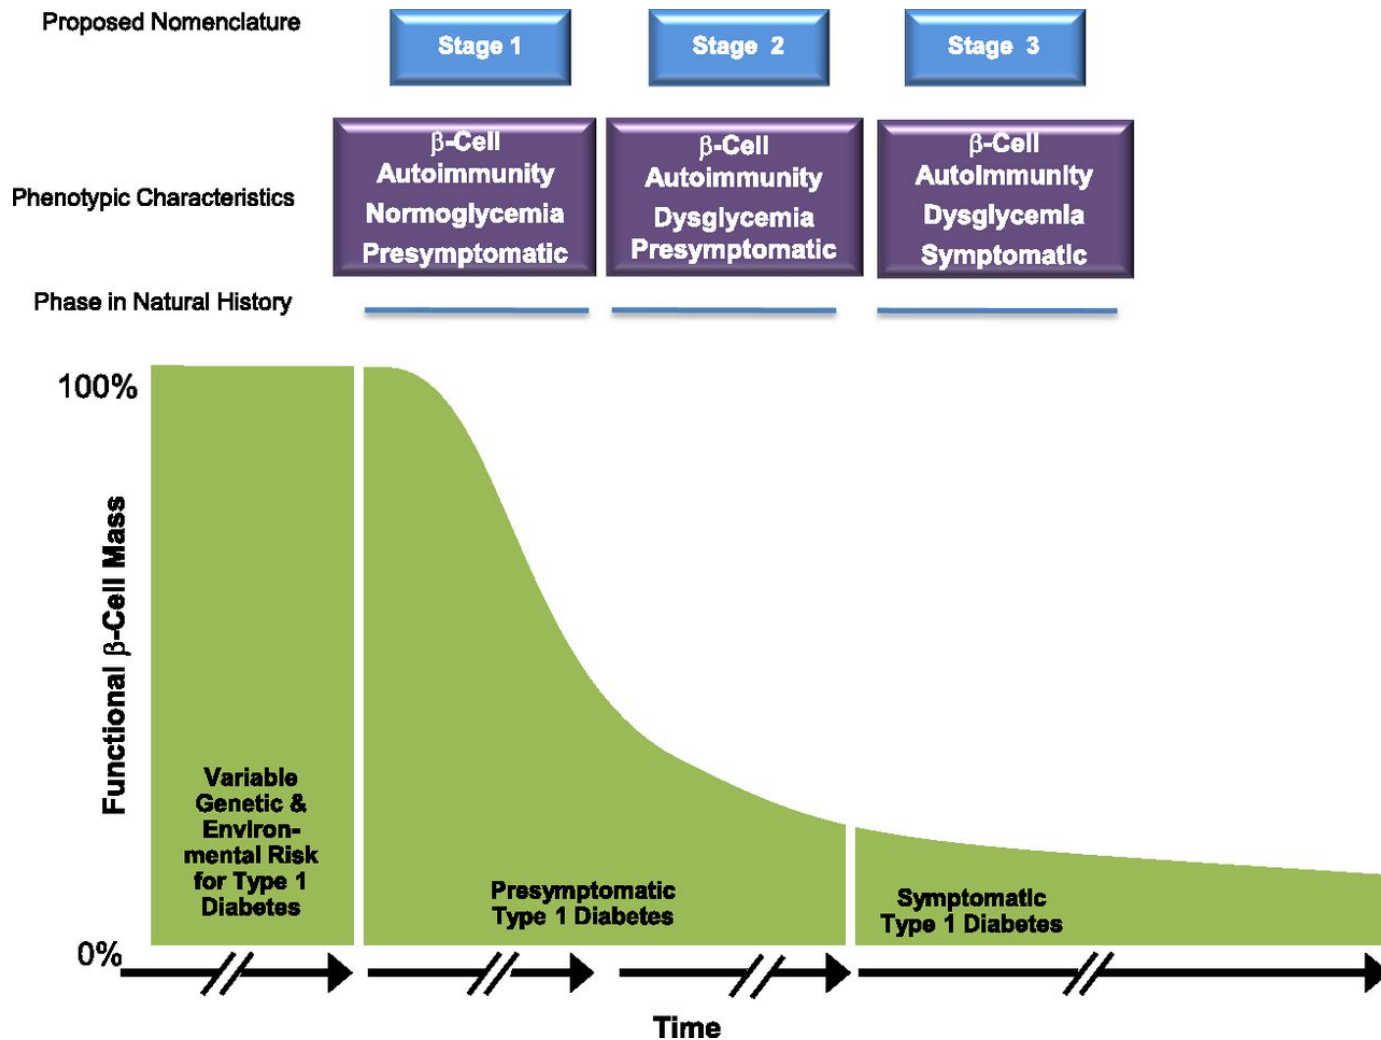 Proposed Nomenclature
Stage 1
Stage 2
Stage 3
Phenotypic Characteristics
β-Cell
Autoimmunity
Normoglycemia
Presymptomatic
β-Cell
Autoimmunity
Dysglycemia
Presymptomatic
β-Cell
Autoimmunity
Dysglycemia
Symptomatic
Phase in Natural History
100%
Functional β-Cell Mass
0%
Variable
Genetic &
Environ-
mental Risk
for Type 1
Diabetes
Presymptomatic
Type 1 Diabetes
Symptomatic
Type 1 Diabetes
Time